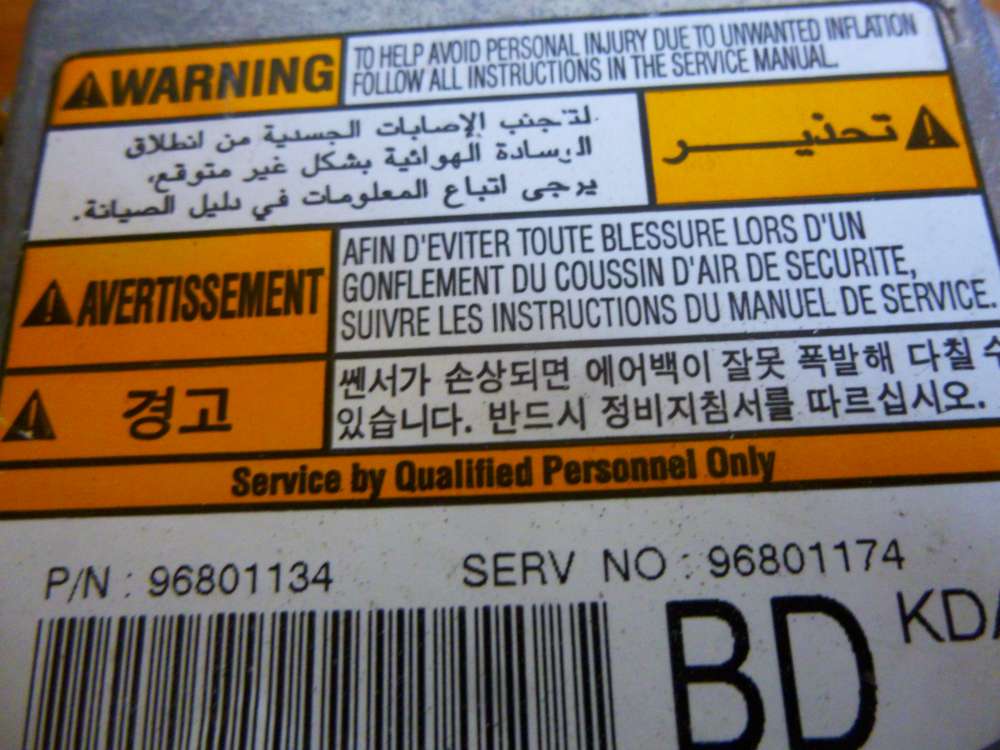 WARNING
TO HELP AVOID PERSONAL INJURY DUE TO UNWANTED INFLATION
FOLLOW ALL INSTRUCTIONS IN THE SERVICE MANUAL.
تحذيـــــر
لتجنب الإصابات الجسدية من انطلاق
الوسادة الهوائية بشكل غير متوقع،
يرجى اتباع المعلومات في دليل الصيانة.
AVERTISSEMENT
AFIN D'EVITER TOUTE BLESSURE LORS D'UN
GONFLEMENT DU COUSSIN D'AIR DE SECURITE,
SUIVRE LES INSTRUCTIONS DU MANUEL DE SERVICE.
경고
쎈서가 손상되면 에어백이 잘못 폭발해 다칠 수
있습니다. 반드시 정비지침서를 따르십시오.
Service by Qualified Personnel Only
P/N : 96801134
SERV NO : 96801174
BD